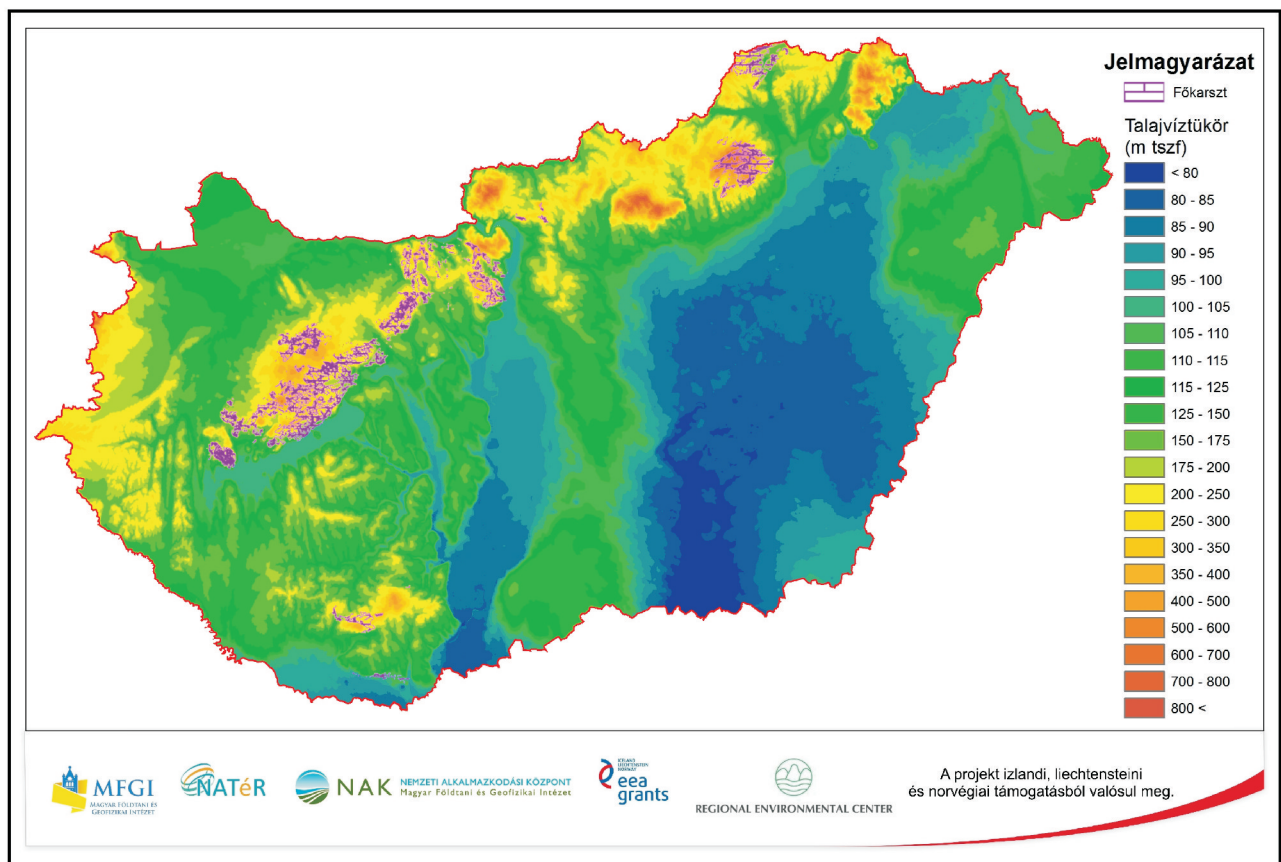 Jelmagyarázat
Főkarszt
Talajvíztükör
(m tszf)
< 80
80 - 85
85 - 90
90 - 95
95 - 100
100 - 105
105 - 110
110 - 115
115 - 125
125 - 150
150 - 175
175 - 200
200 - 250
250 - 300
300 - 350
350 - 400
400 - 500
500 - 600
600 - 700
700 - 800
800 <
MFGI
MAGYAR FÖLDTANI ÉS
GEOFIZIKAI INTÉZET
NATéR
NAK
NEMZETI ALKALMAZKODÁSI KÖZPONT
Magyar Földtani és Geofizikai Intézet
ICELAND
LIECHTENSTEIN
NORWAY
eea
grants
REGIONAL ENVIRONMENTAL CENTER
A projekt izlandi, liechtensteini
és norvégiai támogatásból valósul meg.